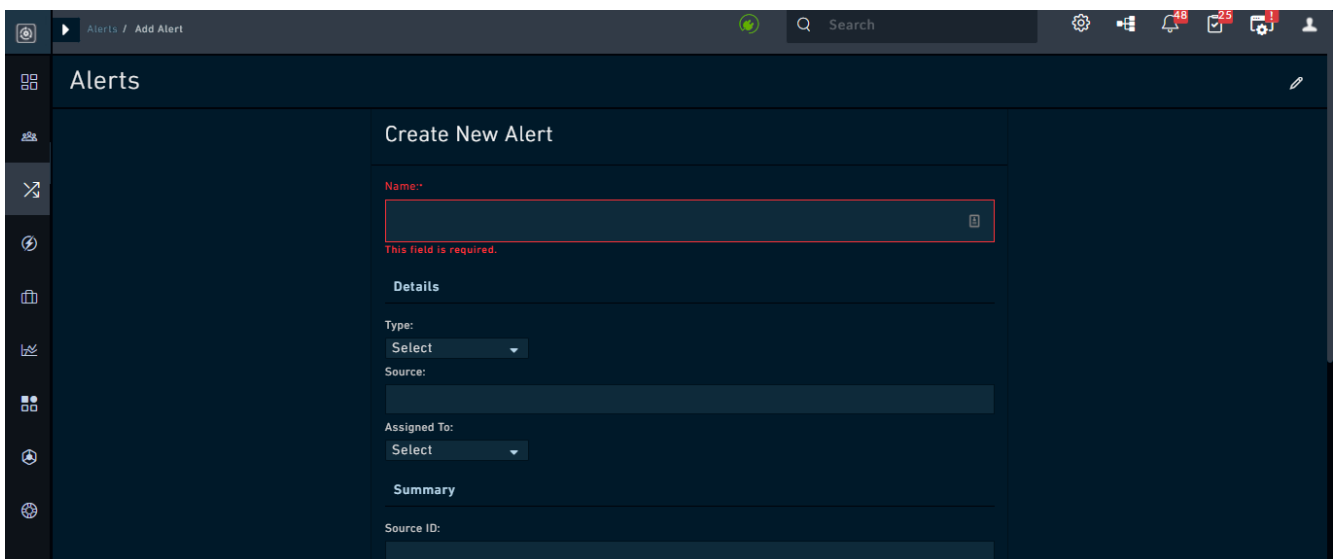 Alerts / Add Alert
Search
48
25
!
Alerts
Create New Alert
Name:*
This field is required.
Details
Type:
Select
Source:
Assigned To:
Select
Summary
Source ID: